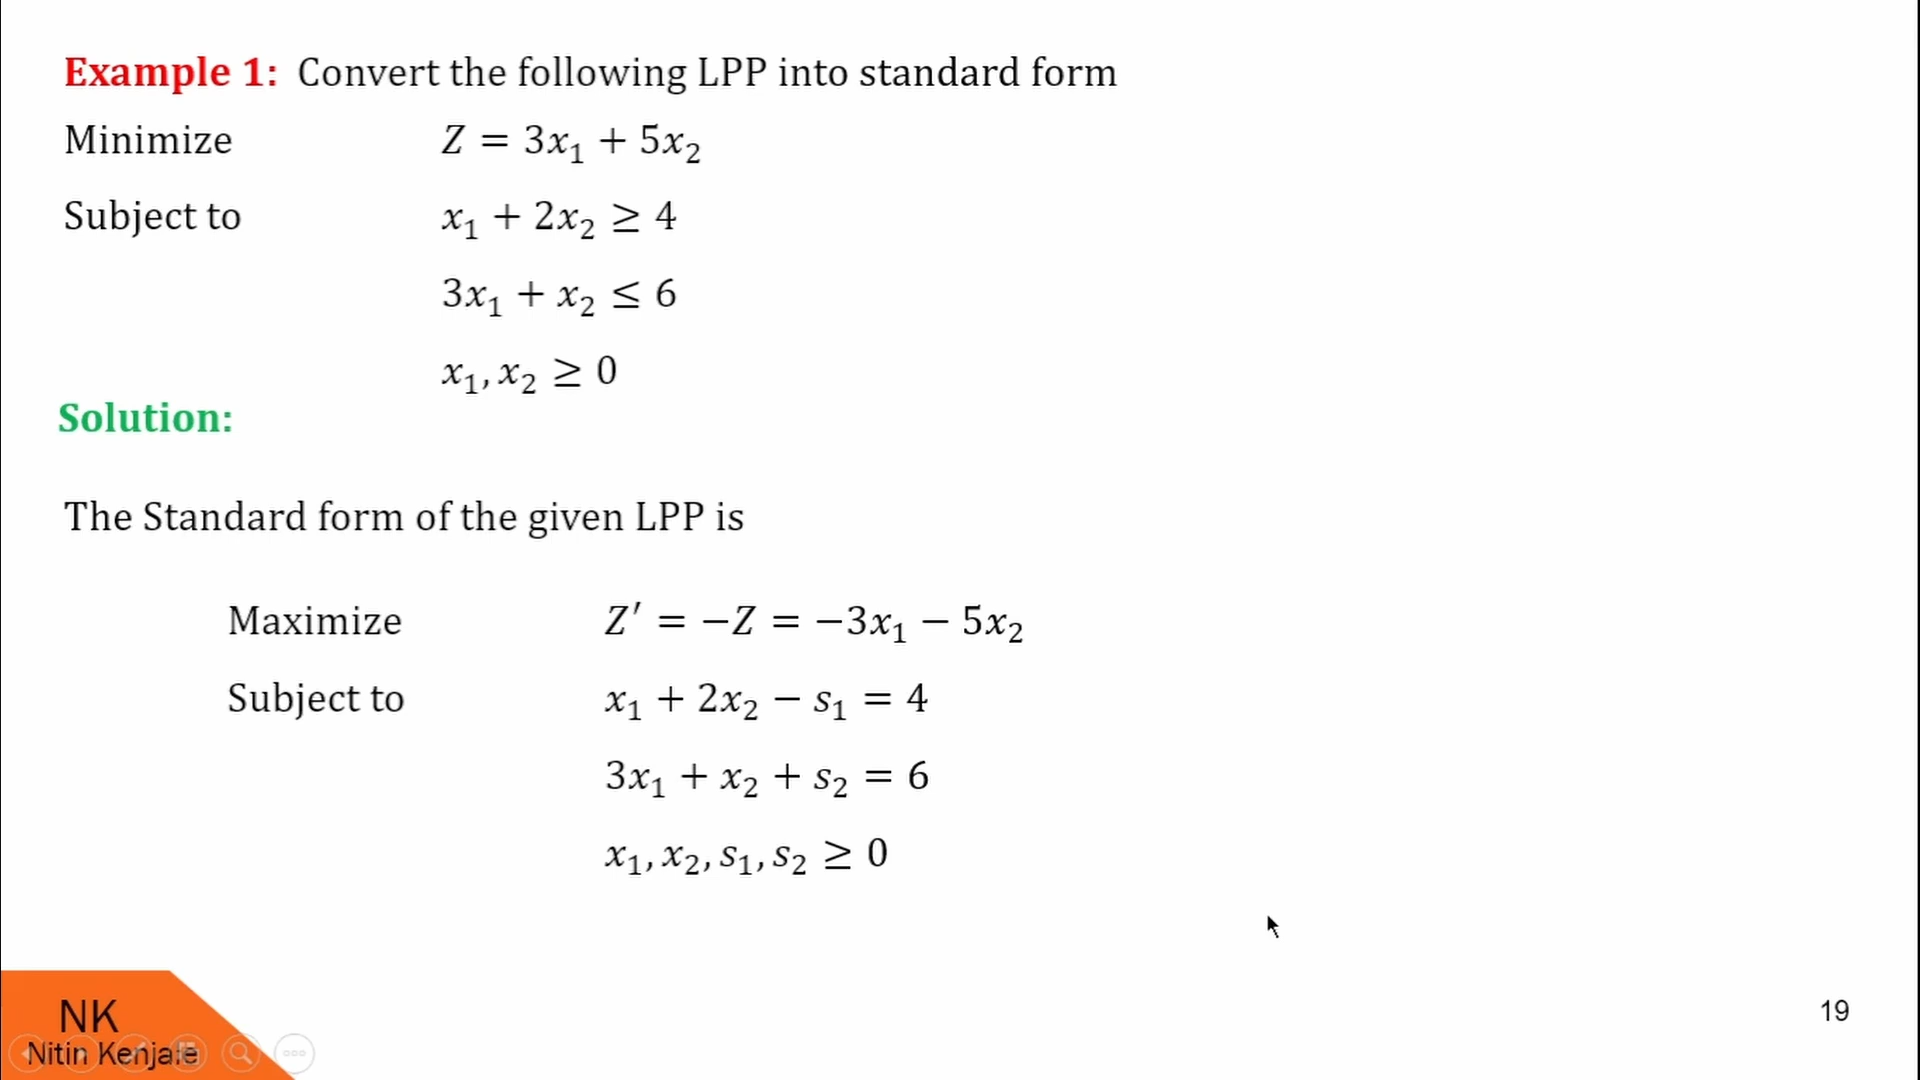 Example 1: Convert the following LPP into standard form
Minimize Z = 3x₁ + 5x₂
Subject to x₁ + 2x₂ ≥ 4
3x₁ + x₂ ≤ 6
x₁, x₂ ≥ 0
Solution:
The Standard form of the given LPP is
Maximize Z′ = −Z = −3x₁ − 5x₂
Subject to x₁ + 2x₂ − s₁ = 4
3x₁ + x₂ + s₂ = 6
x₁, x₂, s₁, s₂ ≥ 0
NK
Nitin Kenjale
19